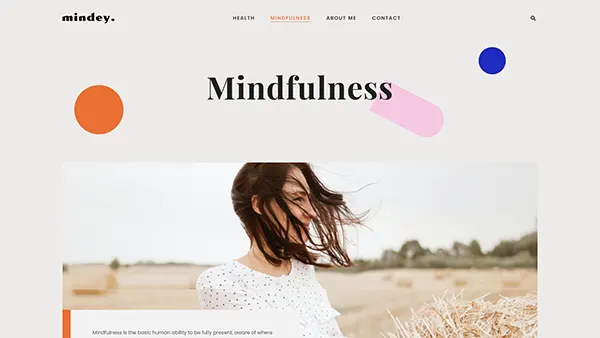 mindey.
HEALTH
MINDFULNESS
ABOUT ME
CONTACT
Mindfulness
Mindfulness is the basic human ability to be fully present, aware of where